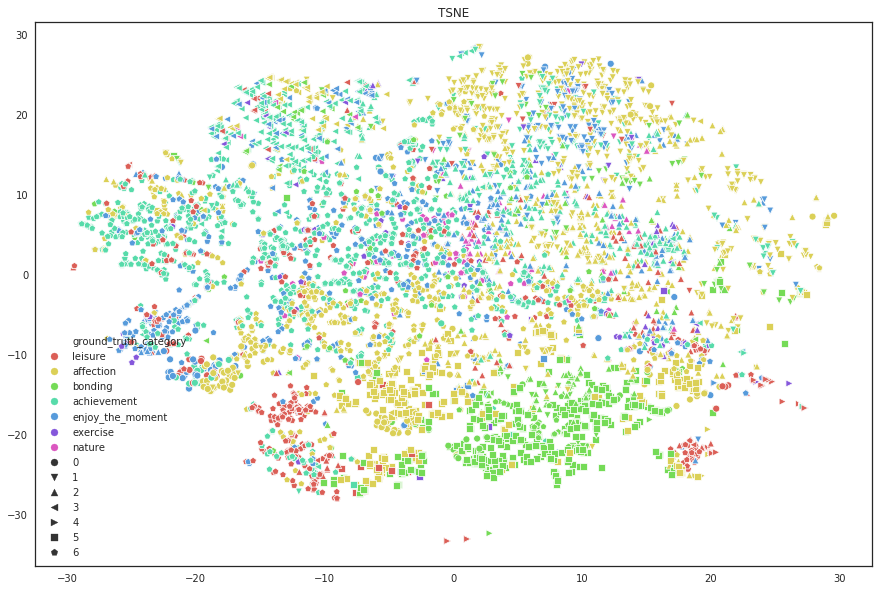 TSNE
30
20
10
0
−10
−20
−30
ground_truth_category
leisure
affection
bonding
achievement
enjoy_the_moment
exercise
nature
0
1
2
3
4
5
6
−30
−20
−10
0
10
20
30